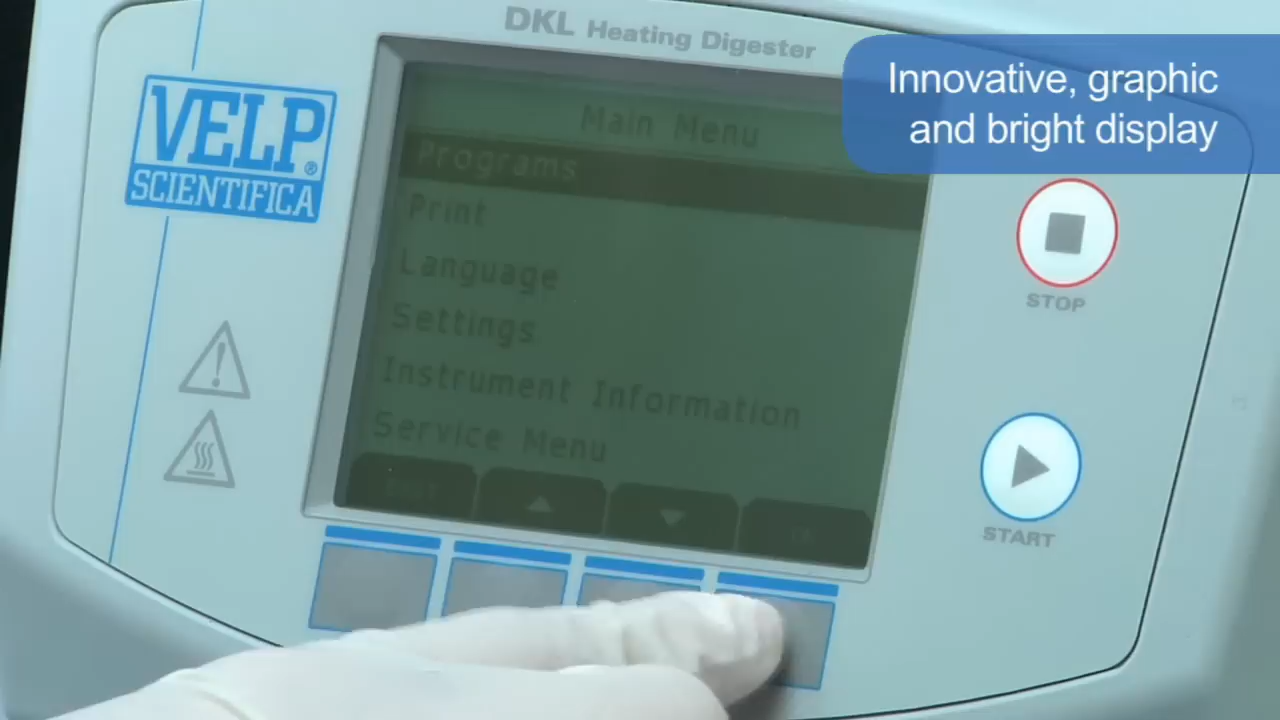 DKL Heating Digester
Innovative, graphic
and bright display
VELP®
SCIENTIFICA
Main Menu
Programs
Print
Language
Settings
Instrument Information
Service Menu
STOP
START